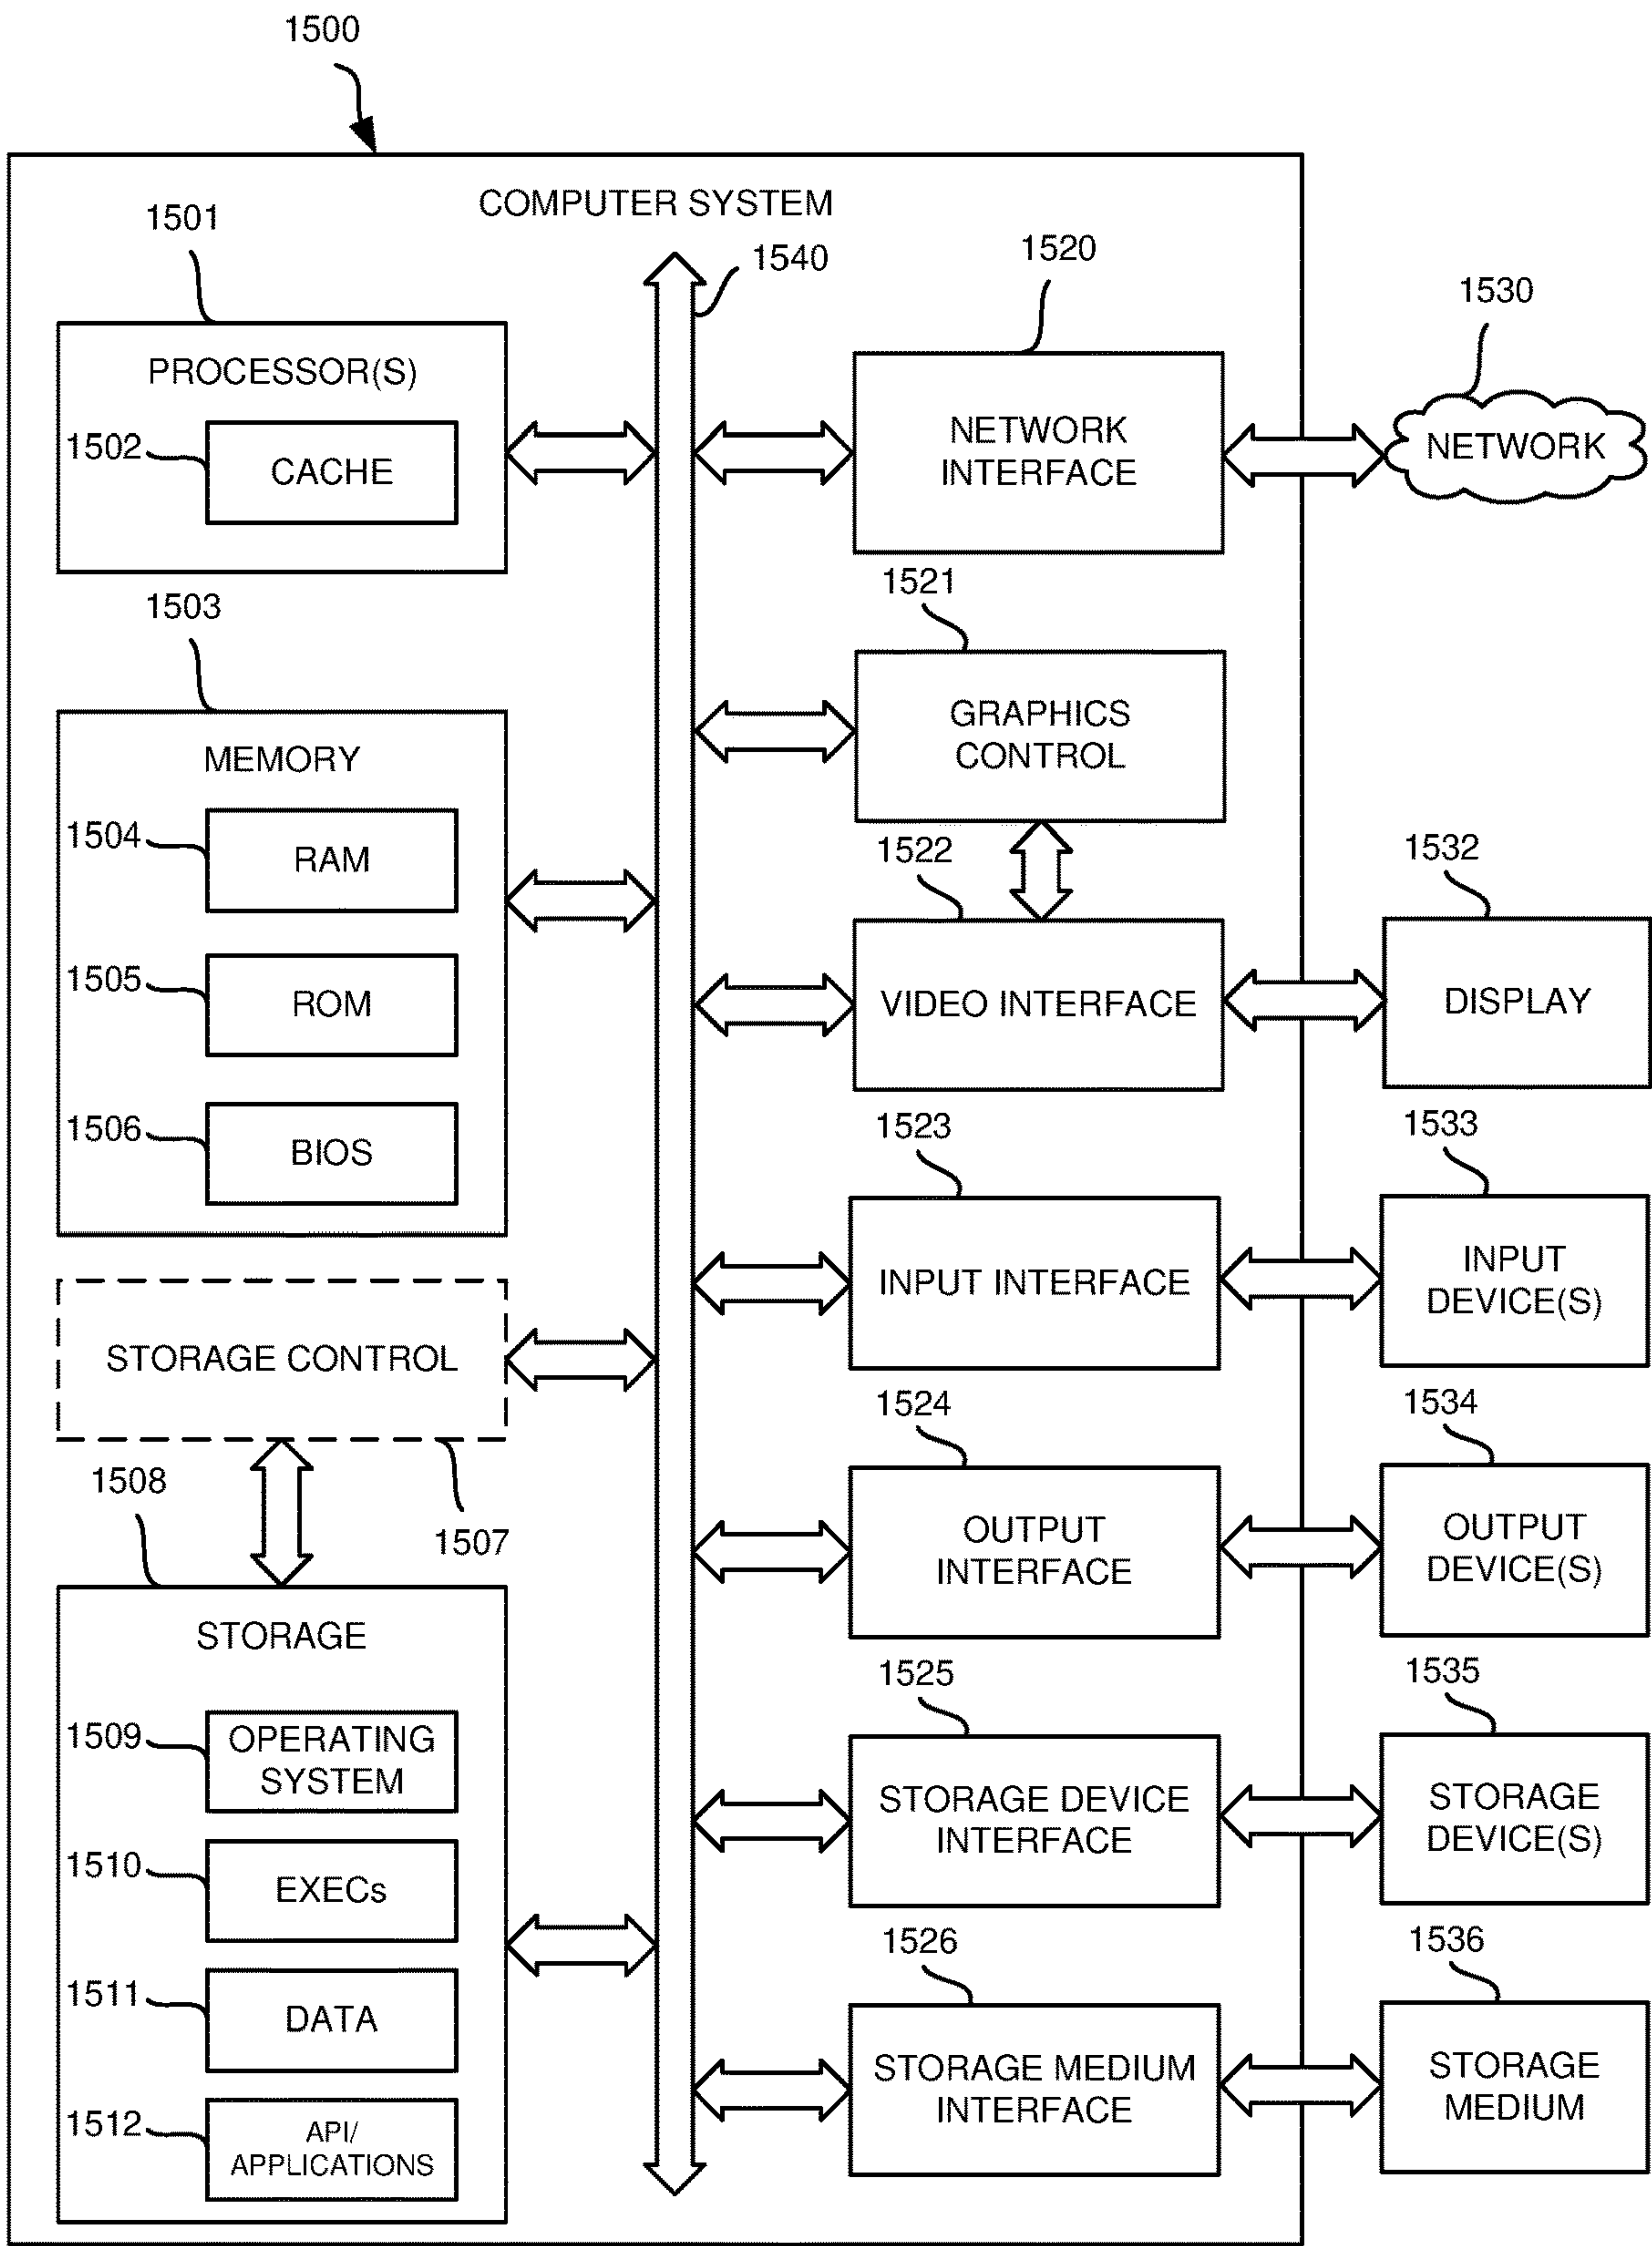 1500
COMPUTER SYSTEM
1501
1540
1520
1530
PROCESSOR(S)
1502
CACHE
NETWORK
INTERFACE
NETWORK
1503
1521
MEMORY
GRAPHICS
CONTROL
1504
RAM
1522
1532
1505
ROM
VIDEO INTERFACE
DISPLAY
1506
BIOS
1523
1533
STORAGE CONTROL
INPUT INTERFACE
INPUT
DEVICE(S)
1507
1508
1524
1534
STORAGE
OUTPUT
INTERFACE
OUTPUT
DEVICE(S)
1509
OPERATING
SYSTEM
1525
1535
1510
EXECs
STORAGE DEVICE
INTERFACE
STORAGE
DEVICE(S)
1511
DATA
1526
1536
1512
API/
APPLICATIONS
STORAGE MEDIUM
INTERFACE
STORAGE
MEDIUM